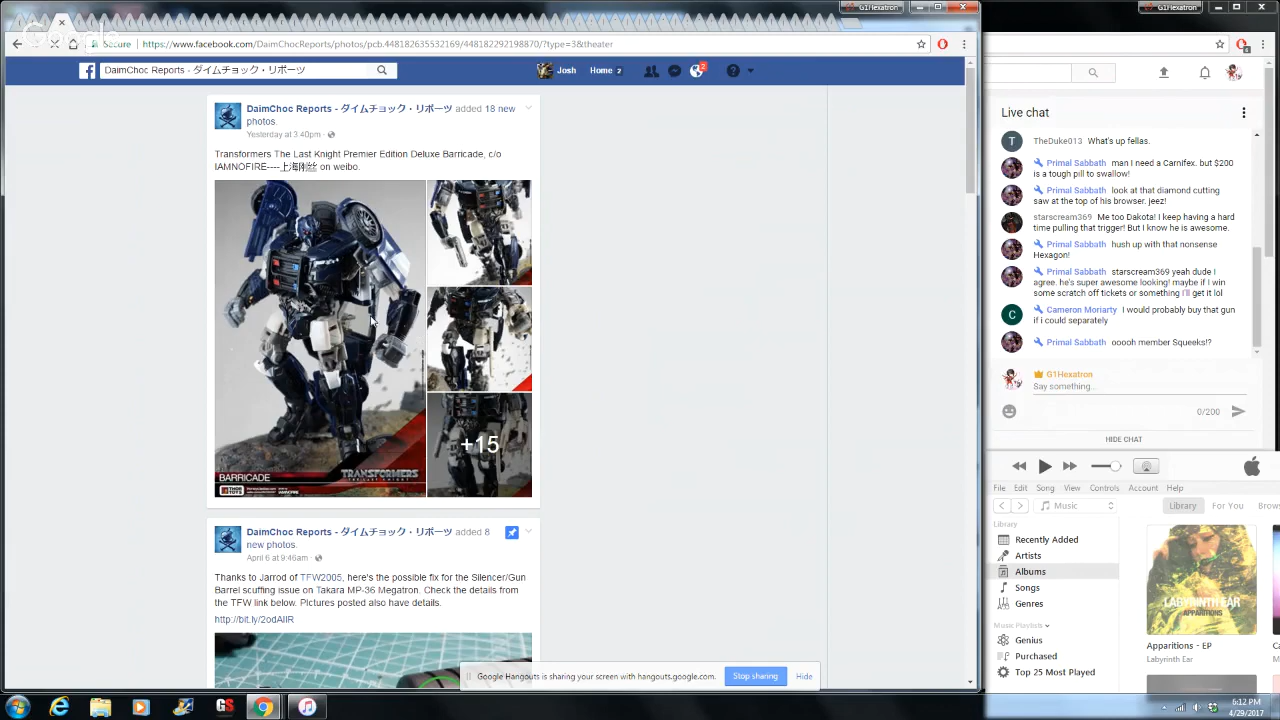 G1Hexatron
G1Hexatron
Google
Secure
https://www.facebook.com/DaimChocReports/photos/pcb.448182635532169/448182292198870/?type=3&theater
DaimChoc Reports - ダイムチョック・リポーツ
Josh
Home 2
2
DaimChoc Reports - ダイムチョック・リポーツ added 18 new
photos.
Yesterday at 3:40pm
Transformers The Last Knight Premier Edition Deluxe Barricade, c/o
IAMNOFIRE----上海刚丝 on weibo.
+15
BARRICADE
TRANSFORMERS
DaimChoc Reports - ダイムチョック・リポーツ added 8
new photos.
April 6 at 9:46am
Thanks to Jarrod of TFW2005, here's the possible fix for the Silencer/Gun
Barrel scuffing issue on Takara MP-36 Megatron. Check the details from
the TFW link below. PIctures posted also have details.
Google Hangouts is sharing your screen with hangouts.google.com.
Stop sharing
Hide
Live chat
T
TheDuke013 What's up fellas.
Primal Sabbath man I need a Carnifex. but $200
is a tough pill to swallow!
Primal Sabbath look at that diamond cutting
saw at the top of his browser. jeez!
starscream369 Me too Dakota! I keep having a hard
time pulling that trigger! But I know he is awesome.
Primal Sabbath hush up with that nonsense
Hexagon!
Primal Sabbath starscream369 yeah dude I
agree. he's super awesome looking! maybe if I win
some scratch off tickets or something i'll get it lol
C
Cameron Moriarty I would probably buy that gun
if i could separately
Primal Sabbath ooooh member Squeeks!?
G1Hexatron
Say something...
0/200
HIDE CHAT
File Edit Song View Controls Account Help
Music
Library
For You
Brows
Library
Recently Added
Artists
Albums
Songs
Genres
Music Playlists
Genius
Purchased
Top 25 Most Played
LABYRINTH EAR
APPARITIONS
Apparitions - EP
Labyrinth Ear
GS
6:12 PM
4/29/2017